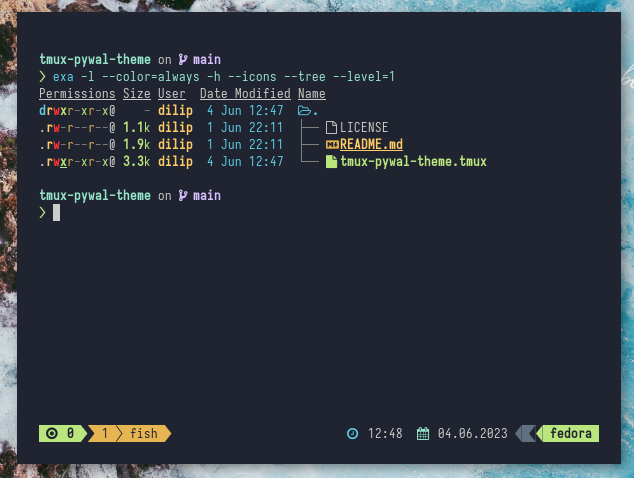 tmux-pywal-theme on main
❯ exa -l --color=always -h --icons --tree --level=1
Permissions Size User Date Modified Name
drwxr-xr-x@ - dilip 4 Jun 12:47 .
.rw-r--r--@ 1.1k dilip 1 Jun 22:11 ├── LICENSE
.rw-r--r--@ 1.9k dilip 1 Jun 22:11 ├── README.md
.rwxr-xr-x@ 3.3k dilip 4 Jun 12:47 └── tmux-pywal-theme.tmux
tmux-pywal-theme on main
❯
0 1 fish 12:48 04.06.2023 fedora